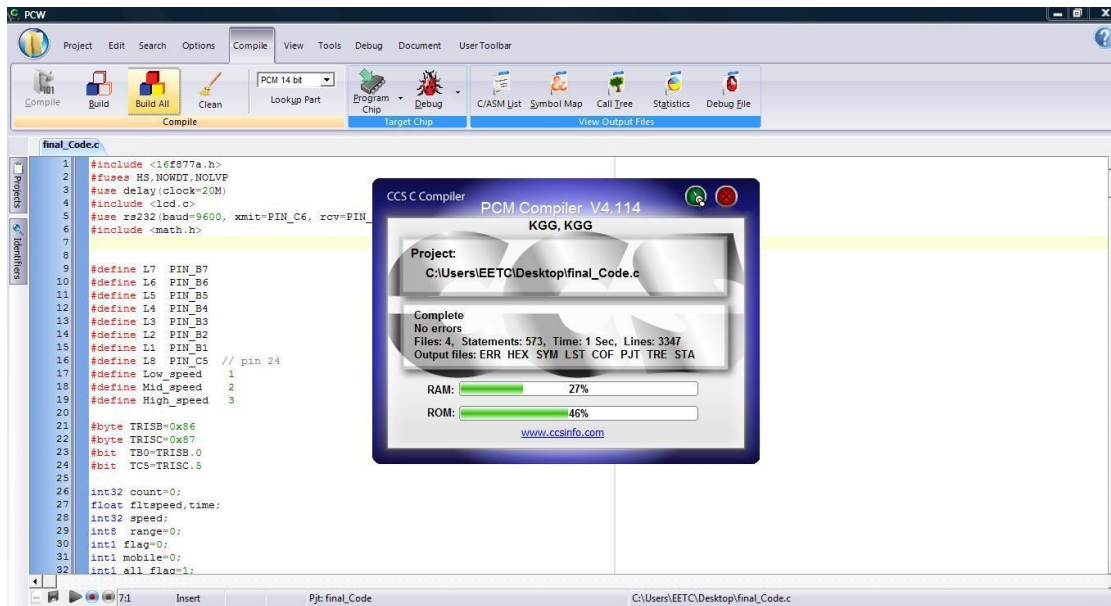 PCW
Project Edit Search Options Compile View Tools Debug Document User Toolbar
Compile Build Build All Clean PCM 14 bit Lookup Part Program Chip Debug C/ASM List Symbol Map Call Tree Statistics Debug File
Compile Target Chip View Output Files
final_Code.c
Projects
Identifiers
1 #include <16f877a.h>
2 #fuses HS,NOWDT,NOLVP
3 #use delay(clock=20M)
4 #include <lcd.c>
5 #use rs232(baud=9600, xmit=PIN_C6, rcv=PIN_
6 #include <math.h>
7
8
9 #define L7 PIN_B7
10 #define L6 PIN_B6
11 #define L5 PIN_B5
12 #define L4 PIN_B4
13 #define L3 PIN_B3
14 #define L2 PIN_B2
15 #define L1 PIN_B1
16 #define L8 PIN_C5 // pin 24
17 #define Low_speed 1
18 #define Mid_speed 2
19 #define High_speed 3
20
21 #byte TRISB=0x86
22 #byte TRISC=0x87
23 #bit TB0=TRISB.0
24 #bit TC5=TRISC.5
25
26 int32 count=0;
27 float fltspeed,time;
28 int32 speed;
29 int8 range=0;
30 int1 flag=0;
31 int1 mobile=0;
32 int1 all_flag=1;
CCS C Compiler
PCM Compiler V4.114
KGG, KGG
Project:
C:\Users\EETC\Desktop\final_Code.c
Complete
No errors
Files: 4, Statements: 573, Time: 1 Sec, Lines: 3347
Output files: ERR HEX SYM LST COF PJT TRE STA
RAM: 27%
ROM: 46%
www.ccsinfo.com
7:1 Insert Pjt: final_Code C:\Users\EETC\Desktop\final_Code.c